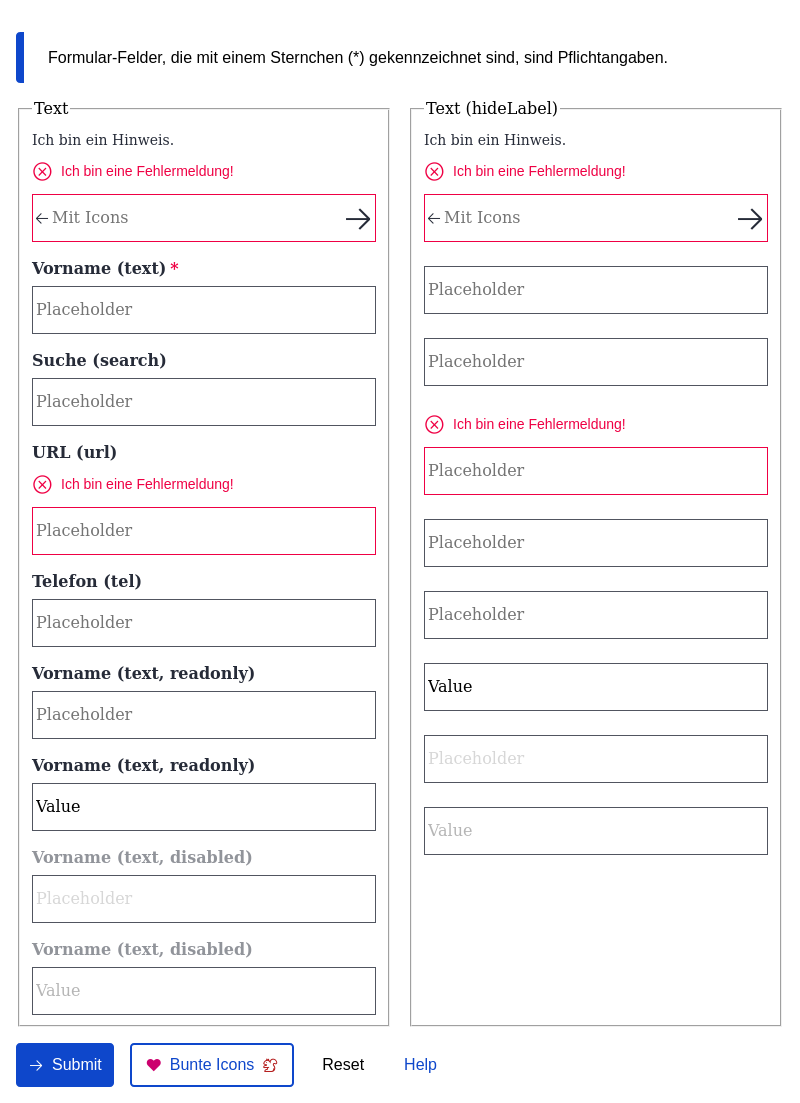 Formular-Felder, die mit einem Sternchen (*) gekennzeichnet sind, sind Pflichtangaben.
Text
Ich bin ein Hinweis.
Ich bin eine Fehlermeldung!
Mit Icons
Vorname (text) *
Placeholder
Suche (search)
Placeholder
URL (url)
Ich bin eine Fehlermeldung!
Placeholder
Telefon (tel)
Placeholder
Vorname (text, readonly)
Placeholder
Vorname (text, readonly)
Value
Vorname (text, disabled)
Placeholder
Vorname (text, disabled)
Value
Text (hideLabel)
Ich bin ein Hinweis.
Ich bin eine Fehlermeldung!
Mit Icons
Placeholder
Placeholder
Ich bin eine Fehlermeldung!
Placeholder
Placeholder
Placeholder
Value
Placeholder
Value
Submit
Bunte Icons
Reset
Help